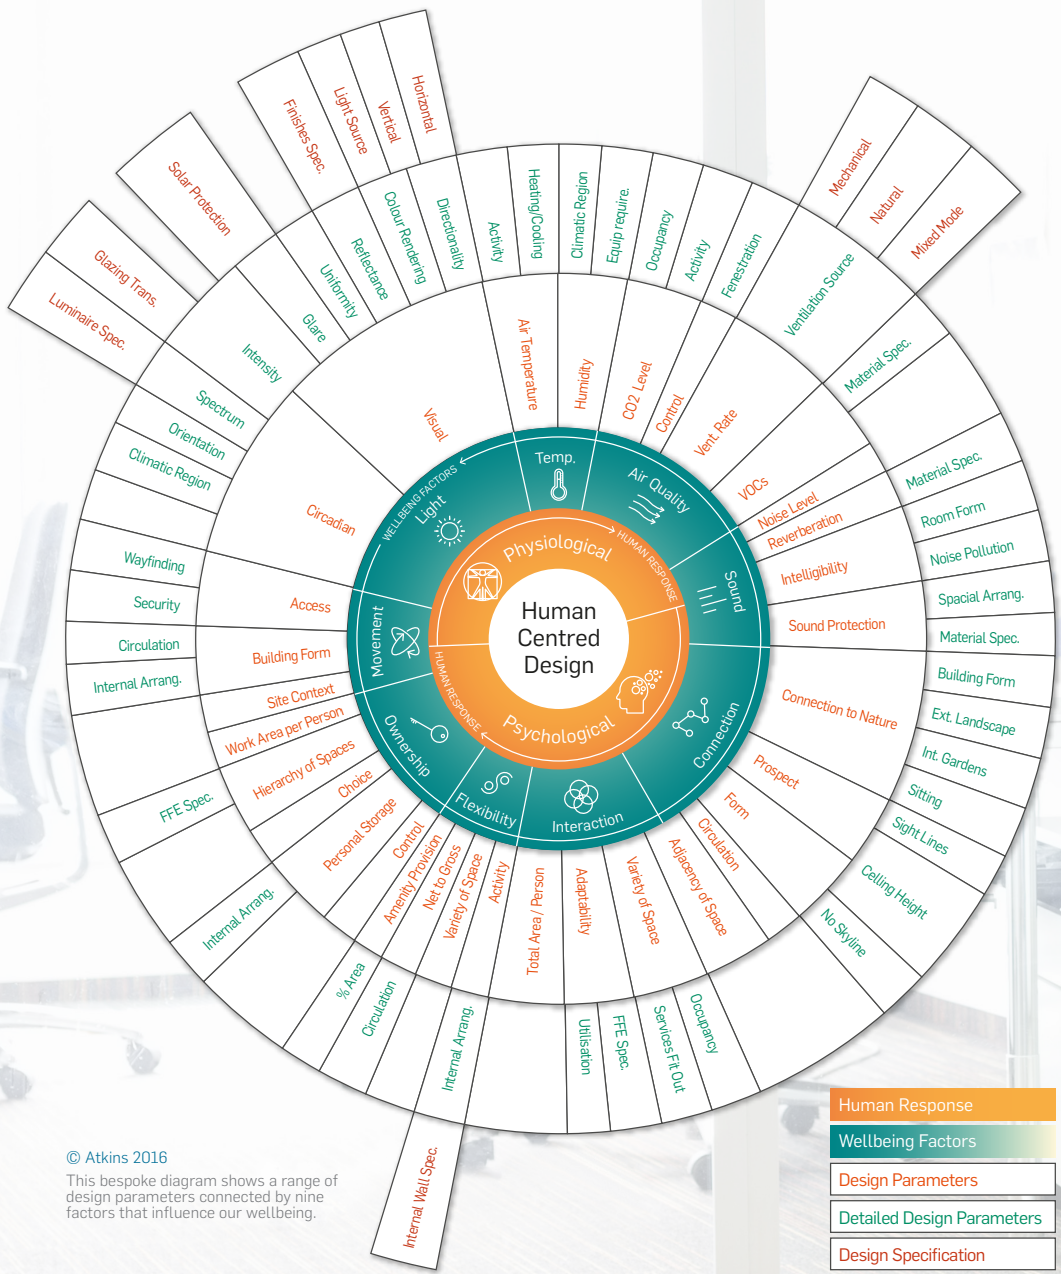 Human
Centred
Design
Physiological
HUMAN RESPONSE
Psychological
HUMAN RESPONSE
WELLBEING FACTORS
Temp.
Air Quality
Sound
Connection
Interaction
Flexibility
Ownership
Movement
Light
Air Temperature
Humidity
CO2 Level
Control
Vent. Rate
VOCs
Noise Level
Reverberation
Intelligibility
Sound Protection
Connection to Nature
Prospect
Form
Circulation
Adjacency of Space
Variety of Space
Adaptability
Total Area / Person
Activity
Variety of Space
Net to Gross
Amenity Provision
Control
Personal Storage
Choice
Hierarchy of Spaces
Work Area per Person
Site Context
Building Form
Access
Circadian
Visual
Activity
Heating/Cooling
Climatic Region
Equip require.
Occupancy
Activity
Fenestration
Ventilation Source
Material Spec.
Material Spec.
Room Form
Noise Pollution
Spacial Arrang.
Material Spec.
Building Form
Ext. Landscape
Int. Gardens
Sitting
Sight Lines
Celling Height
No Skyline
Occupancy
Services Fit Out
FFE Spec.
Utilisation
Internal Arrang.
Circulation
% Area
Internal Arrang.
FFE Spec.
Internal Arrang.
Circulation
Security
Wayfinding
Climatic Region
Orientation
Spectrum
Intensity
Glare
Uniformity
Reflectance
Colour Rendering
Directionality
Luminaire Spec.
Glazing Trans.
Solar Protection
Finishes Spec.
Light Source
Vertical
Horizontal
Mechanical
Natural
Mixed Mode
Internal Wall Spec.
© Atkins 2016
This bespoke diagram shows a range of
design parameters connected by nine
factors that influence our wellbeing.
Human Response
Wellbeing Factors
Design Parameters
Detailed Design Parameters
Design Specification